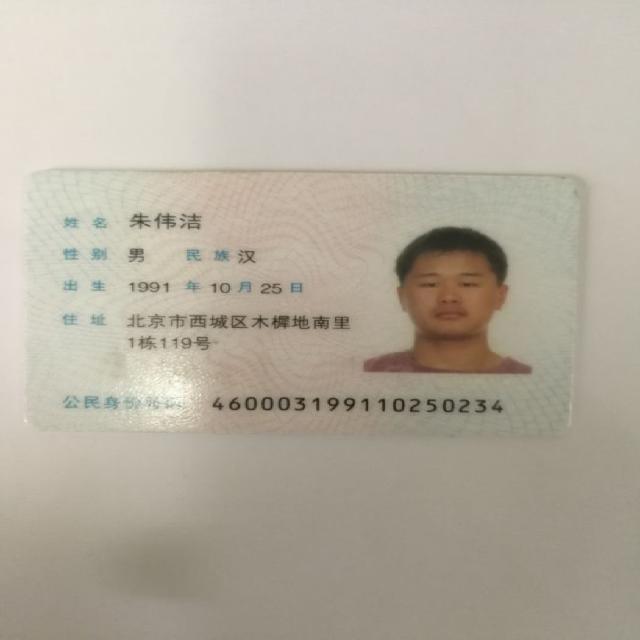 姓名 朱伟洁
性别 男 民族 汉
出生 1991 年 10 月 25 日
住址 北京市西城区木樨地南里
1栋119号
公民身份号码 460003199110250234